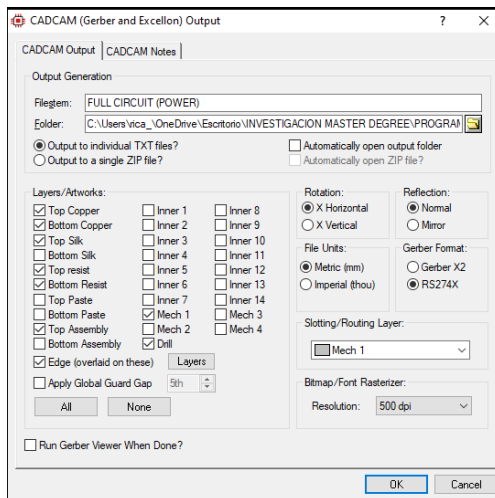 CADCAM (Gerber and Excellon) Output ? X
CADCAM Output CADCAM Notes
Output Generation
Filestem: FULL CIRCUIT (POWER)
Folder: C:\Users\rica_\OneDrive\Escritorio\INVESTIGACION MASTER DEGREE\PROGRAM
Output to individual TXT files? Automatically open output folder
Output to a single ZIP file? Automatically open ZIP file?
Layers/Artworks:
Top Copper Inner 1 Inner 8
Bottom Copper Inner 2 Inner 9
Top Silk Inner 3 Inner 10
Bottom Silk Inner 4 Inner 11
Top resist Inner 5 Inner 12
Bottom Resist Inner 6 Inner 13
Top Paste Inner 7 Inner 14
Bottom Paste Mech 1 Mech 3
Top Assembly Mech 2 Mech 4
Bottom Assembly Drill
Edge (overlaid on these) Layers
Apply Global Guard Gap 5th
All None
Rotation: Reflection:
X Horizontal Normal
X Vertical Mirror
File Units: Gerber Format:
Metric (mm) Gerber X2
Imperial (thou) RS274X
Slotting/Routing Layer:
Mech 1
Bitmap/Font Rasterizer:
Resolution: 500 dpi
Run Gerber Viewer When Done?
OK Cancel